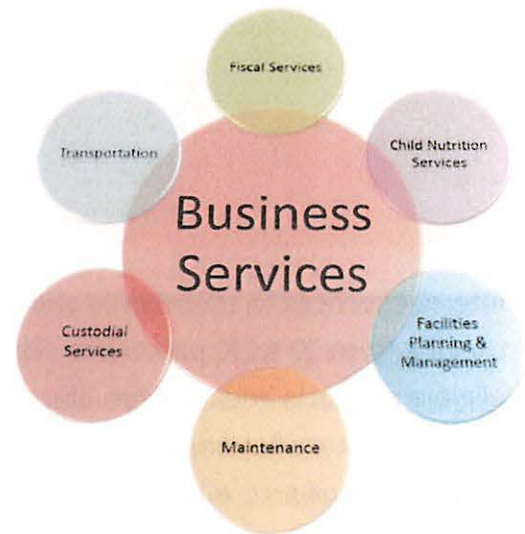 Fiscal Services
Transportation
Child Nutrition
Services
Business
Services
Custodial
Services
Facilities
Planning &
Management
Maintenance